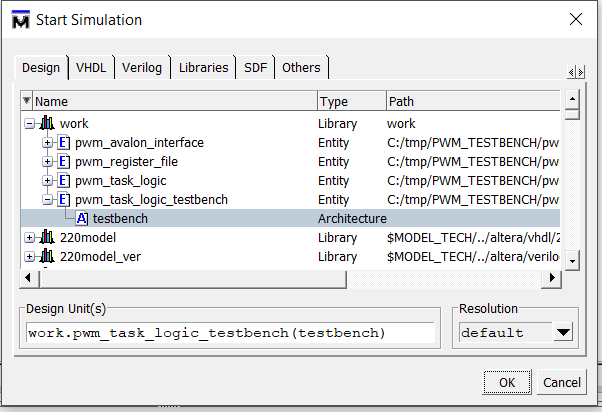 Start Simulation
Design VHDL Verilog Libraries SDF Others
Name Type Path
work Library work
E pwm_avalon_interface Entity C:/tmp/PWM_TESTBENCH/pw
E pwm_register_file Entity C:/tmp/PWM_TESTBENCH/pw
E pwm_task_logic Entity C:/tmp/PWM_TESTBENCH/pw
E pwm_task_logic_testbench Entity C:/tmp/PWM_TESTBENCH/pw
A testbench Architecture
220model Library $MODEL_TECH/../altera/vhdl/2
220model_ver Library $MODEL_TECH/../altera/verilo
Design Unit(s) Resolution
work.pwm_task_logic_testbench(testbench) default
OK Cancel